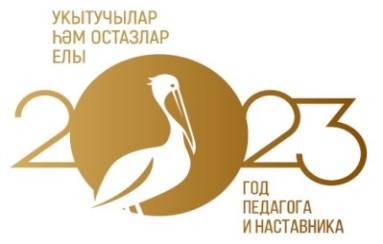 УКЫТУЧЫЛАР
ҺӘМ ОСТАЗЛАР
ЕЛЫ
2023
ГОД
ПЕДАГОГА
И НАСТАВНИКА